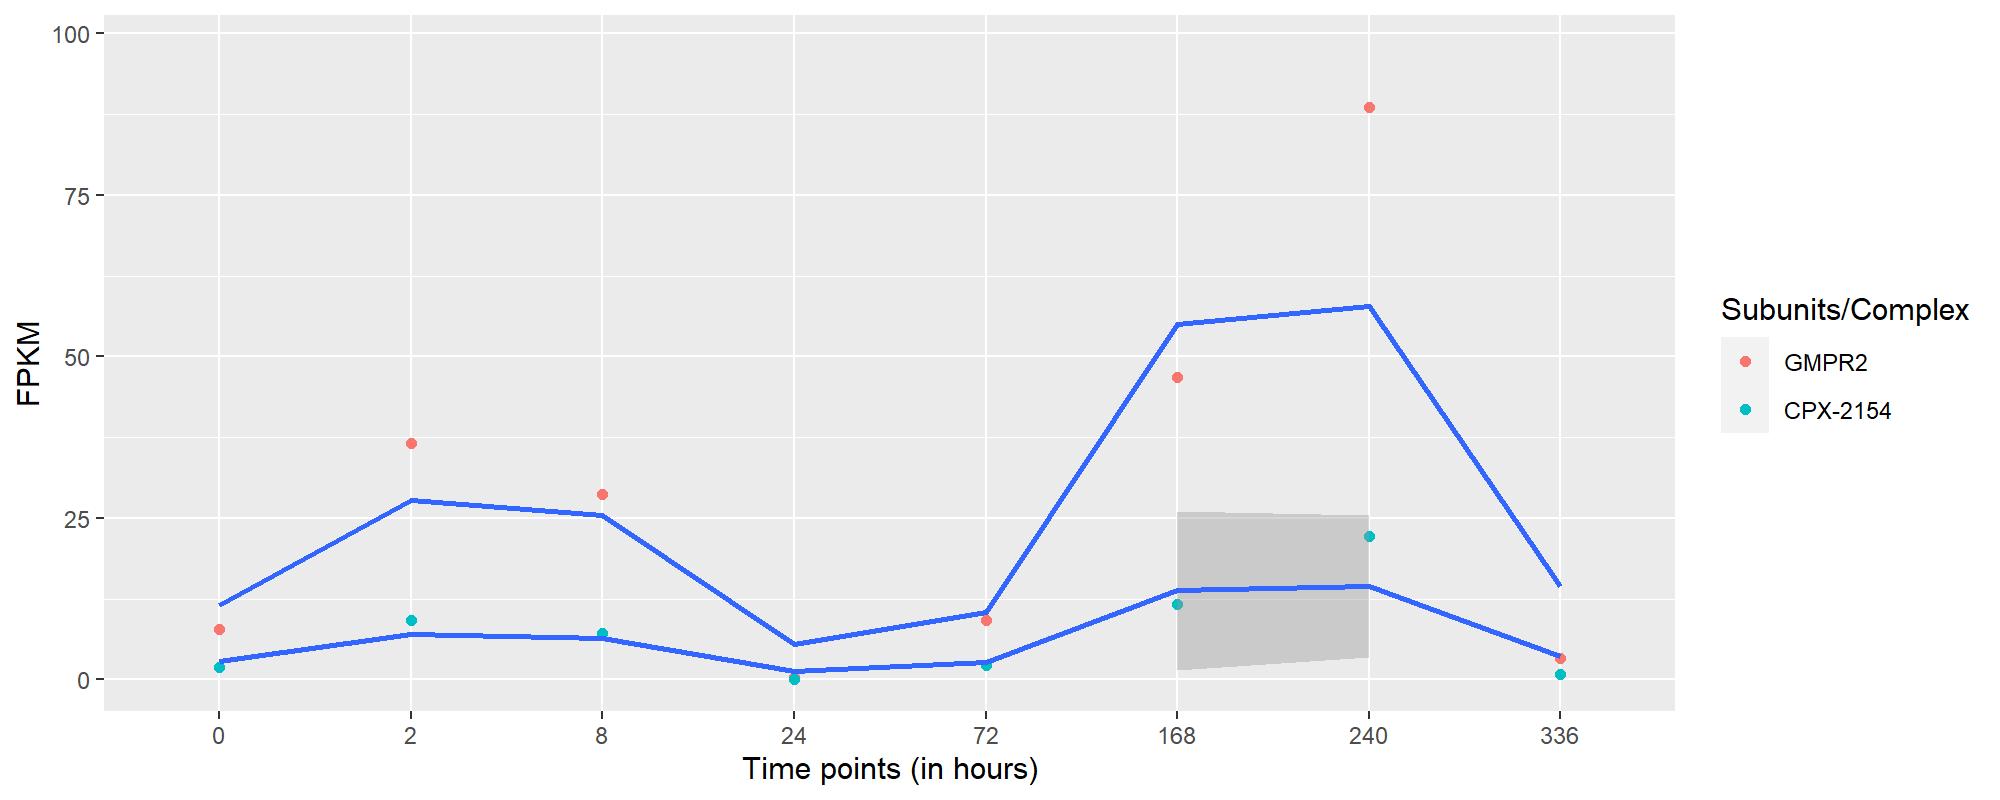 100
75
50
25
0
FPKM
0 2 8 24 72 168 240 336
Time points (in hours)
Subunits/Complex
GMPR2
CPX-2154